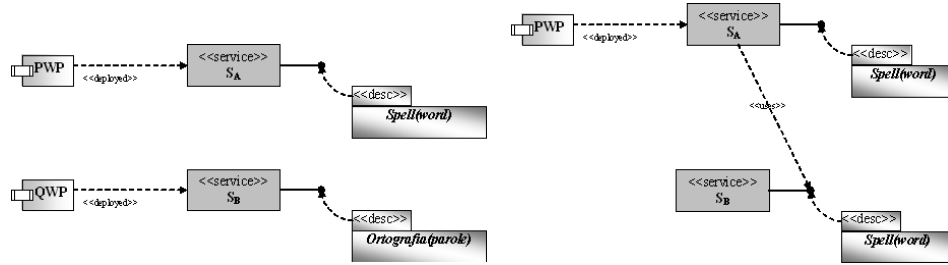 PWP
<<deployed>>
<<service>>
SA
<<desc>>
Spell(word)
QWP
<<deployed>>
<<service>>
SB
<<desc>>
Ortografia(parole)
PWP
<<deployed>>
<<service>>
SA
<<desc>>
Spell(word)
<<uses>>
<<service>>
SB
<<desc>>
Spell(word)